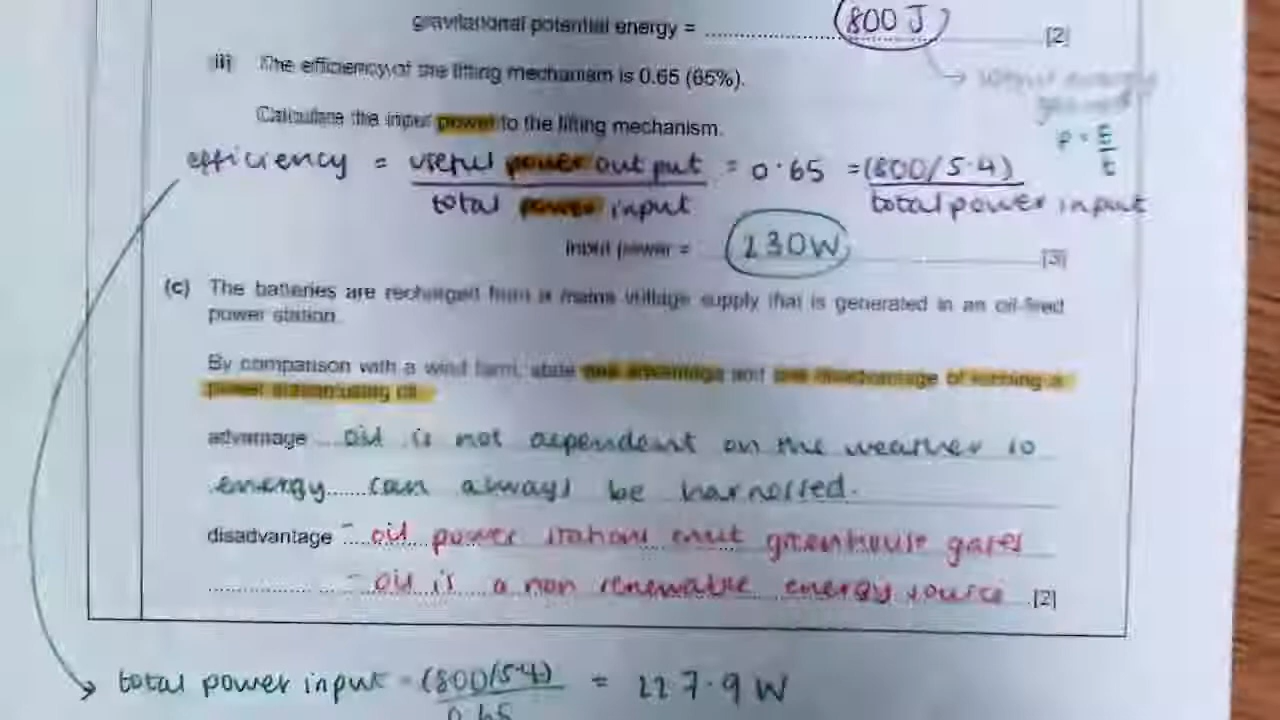 gravitational potential energy = ............ 800 J ............ [2]
(ii) The efficiency of the lifting mechanism is 0.65 (65%).
Calculate the input power to the lifting mechanism.
P = E/t
efficiency = useful power output / total power input = 0.65 = (800/5.4) / total power input
input power = 230W ............ [3]
(c) The batteries are recharged from a mains voltage supply that is generated in an oil-fired
power station.
By comparison with a wind farm, state one advantage and one disadvantage of running a
power station using oil.
advantage ... oil is not dependent on the weather so
energy...... can always be harnessed.
disadvantage - oil power stations emit greenhouse gases
- oil is a non renewable energy source [2]
total power input = (800/5.4) / 0.65 = 227.9 W